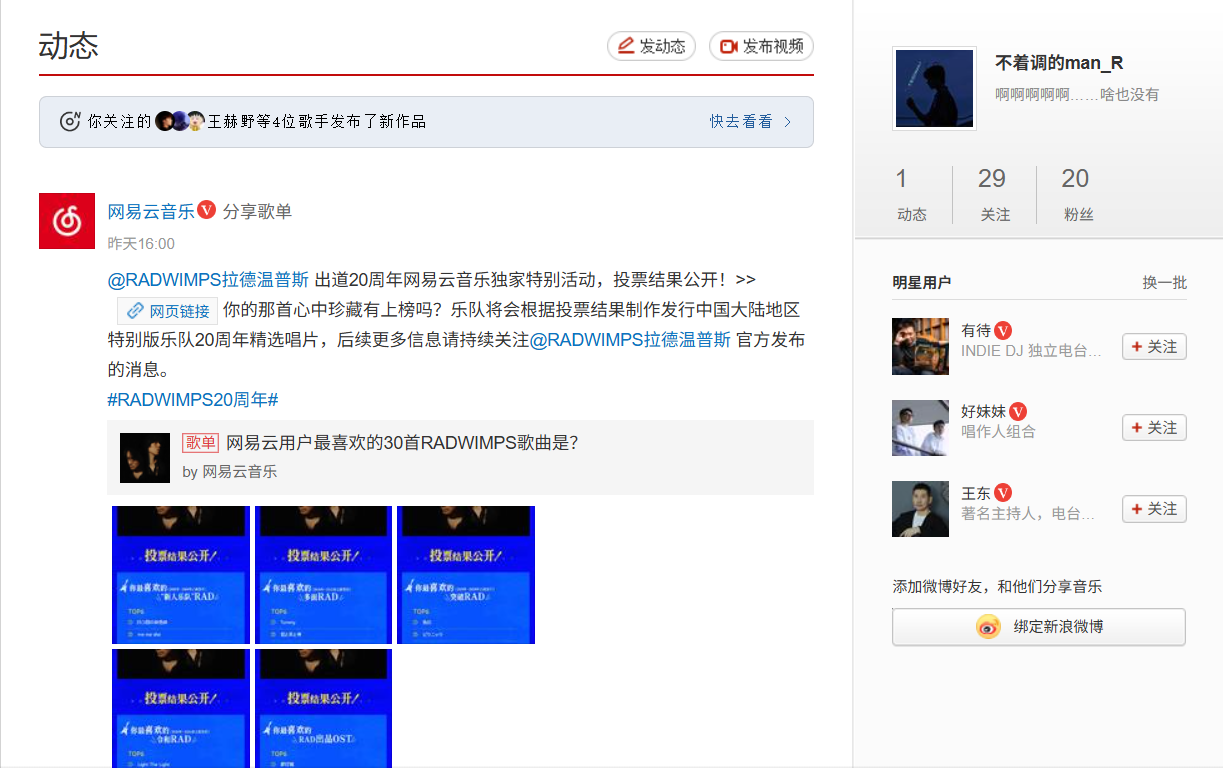 动态
发动态
发布视频
你关注的
王赫野等4位歌手发布了新作品
快去看看
网易云音乐 V 分享歌单
昨天16:00
@RADWIMPS拉德温普斯 出道20周年网易云音乐独家特别活动，投票结果公开！>>
网页链接 你的那首心中珍藏有上榜吗？乐队将会根据投票结果制作发行中国大陆地区
特别版乐队20周年精选唱片，后续更多信息请持续关注@RADWIMPS拉德温普斯 官方发布
的消息。
#RADWIMPS20周年#
歌单 网易云用户最喜欢的30首RADWIMPS歌曲是？
by 网易云音乐
投票结果公开！
你最喜欢的
"新人乐队"RAD
TOP6
投票结果公开！
你最喜欢的
多面RAD
TOP6
投票结果公开！
你最喜欢的
突破RAD
TOP6
投票结果公开！
你最喜欢的
令和RAD
TOP6
Light The Light
投票结果公开！
你最喜欢的
RAD出品OST
TOP6
不着调的man_R
啊啊啊啊啊……啥也没有
1
动态
29
关注
20
粉丝
明星用户
换一批
有待 V
INDIE DJ 独立电台...
+ 关注
好妹妹 V
唱作人组合
+ 关注
王东 V
著名主持人，电台...
+ 关注
添加微博好友，和他们分享音乐
绑定新浪微博